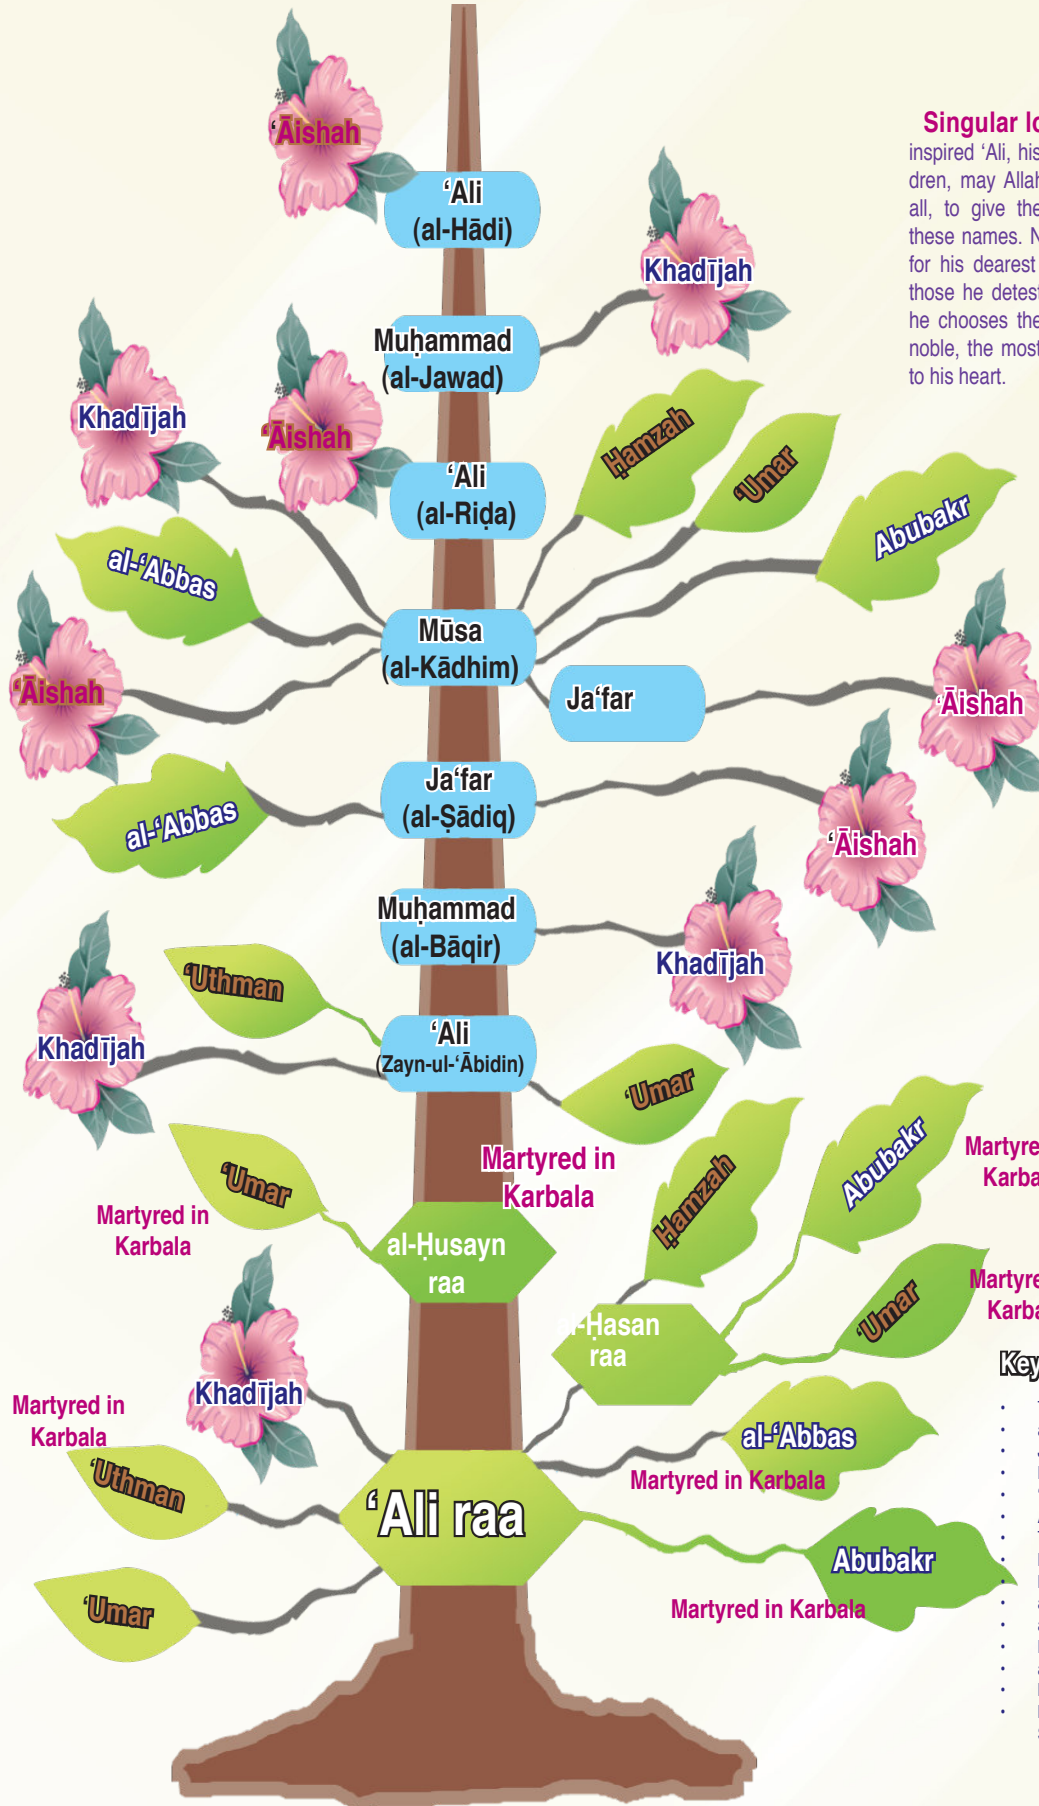 ‘Āishah
‘Ali
(al-Hādi)
Singular lo
inspired ‘Ali, his
dren, may Allah
all, to give the
these names. N
for his dearest
those he detest
he chooses the
noble, the most
to his heart.
Khadījah
Muḥammad
(al-Jawad)
Khadījah
‘Āishah
‘Ali
(al-Riḍa)
Ḥamzah
‘Umar
Abubakr
al-‘Abbas
Mūsa
(al-Kādhim)
‘Āishah
Ja‘far
‘Āishah
Ja‘far
(al-Ṣādiq)
al-‘Abbas
‘Āishah
Muḥammad
(al-Bāqir)
Khadījah
‘Uthman
Khadījah
‘Ali
(Zayn-ul-‘Ābidin)
‘Umar
Martyred in
Karbala
‘Umar
Martyred in
Karbala
al-Ḥusayn
raa
Ḥamzah
Abubakr
Martyre
Karba
‘Umar
Martyre
Karba
al-Ḥasan
raa
Khadījah
Key
Martyred in
Karbala
‘Uthman
al-‘Abbas
Martyred in Karbala
‘Ali raa
Abubakr
Martyred in Karbala
‘Umar